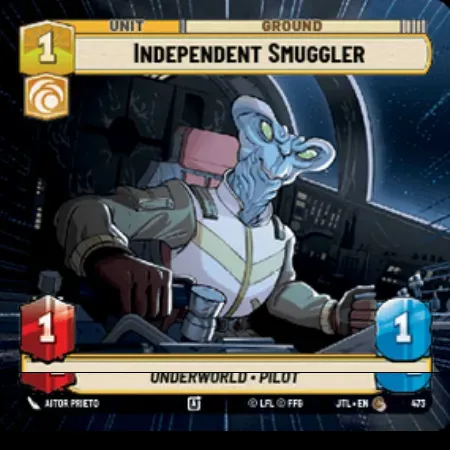 UNIT GROUND
1 INDEPENDENT SMUGGLER
1 1
UNDERWORLD • PILOT
AITOR PRIETO A © LFL © FFG JTL • EN 473